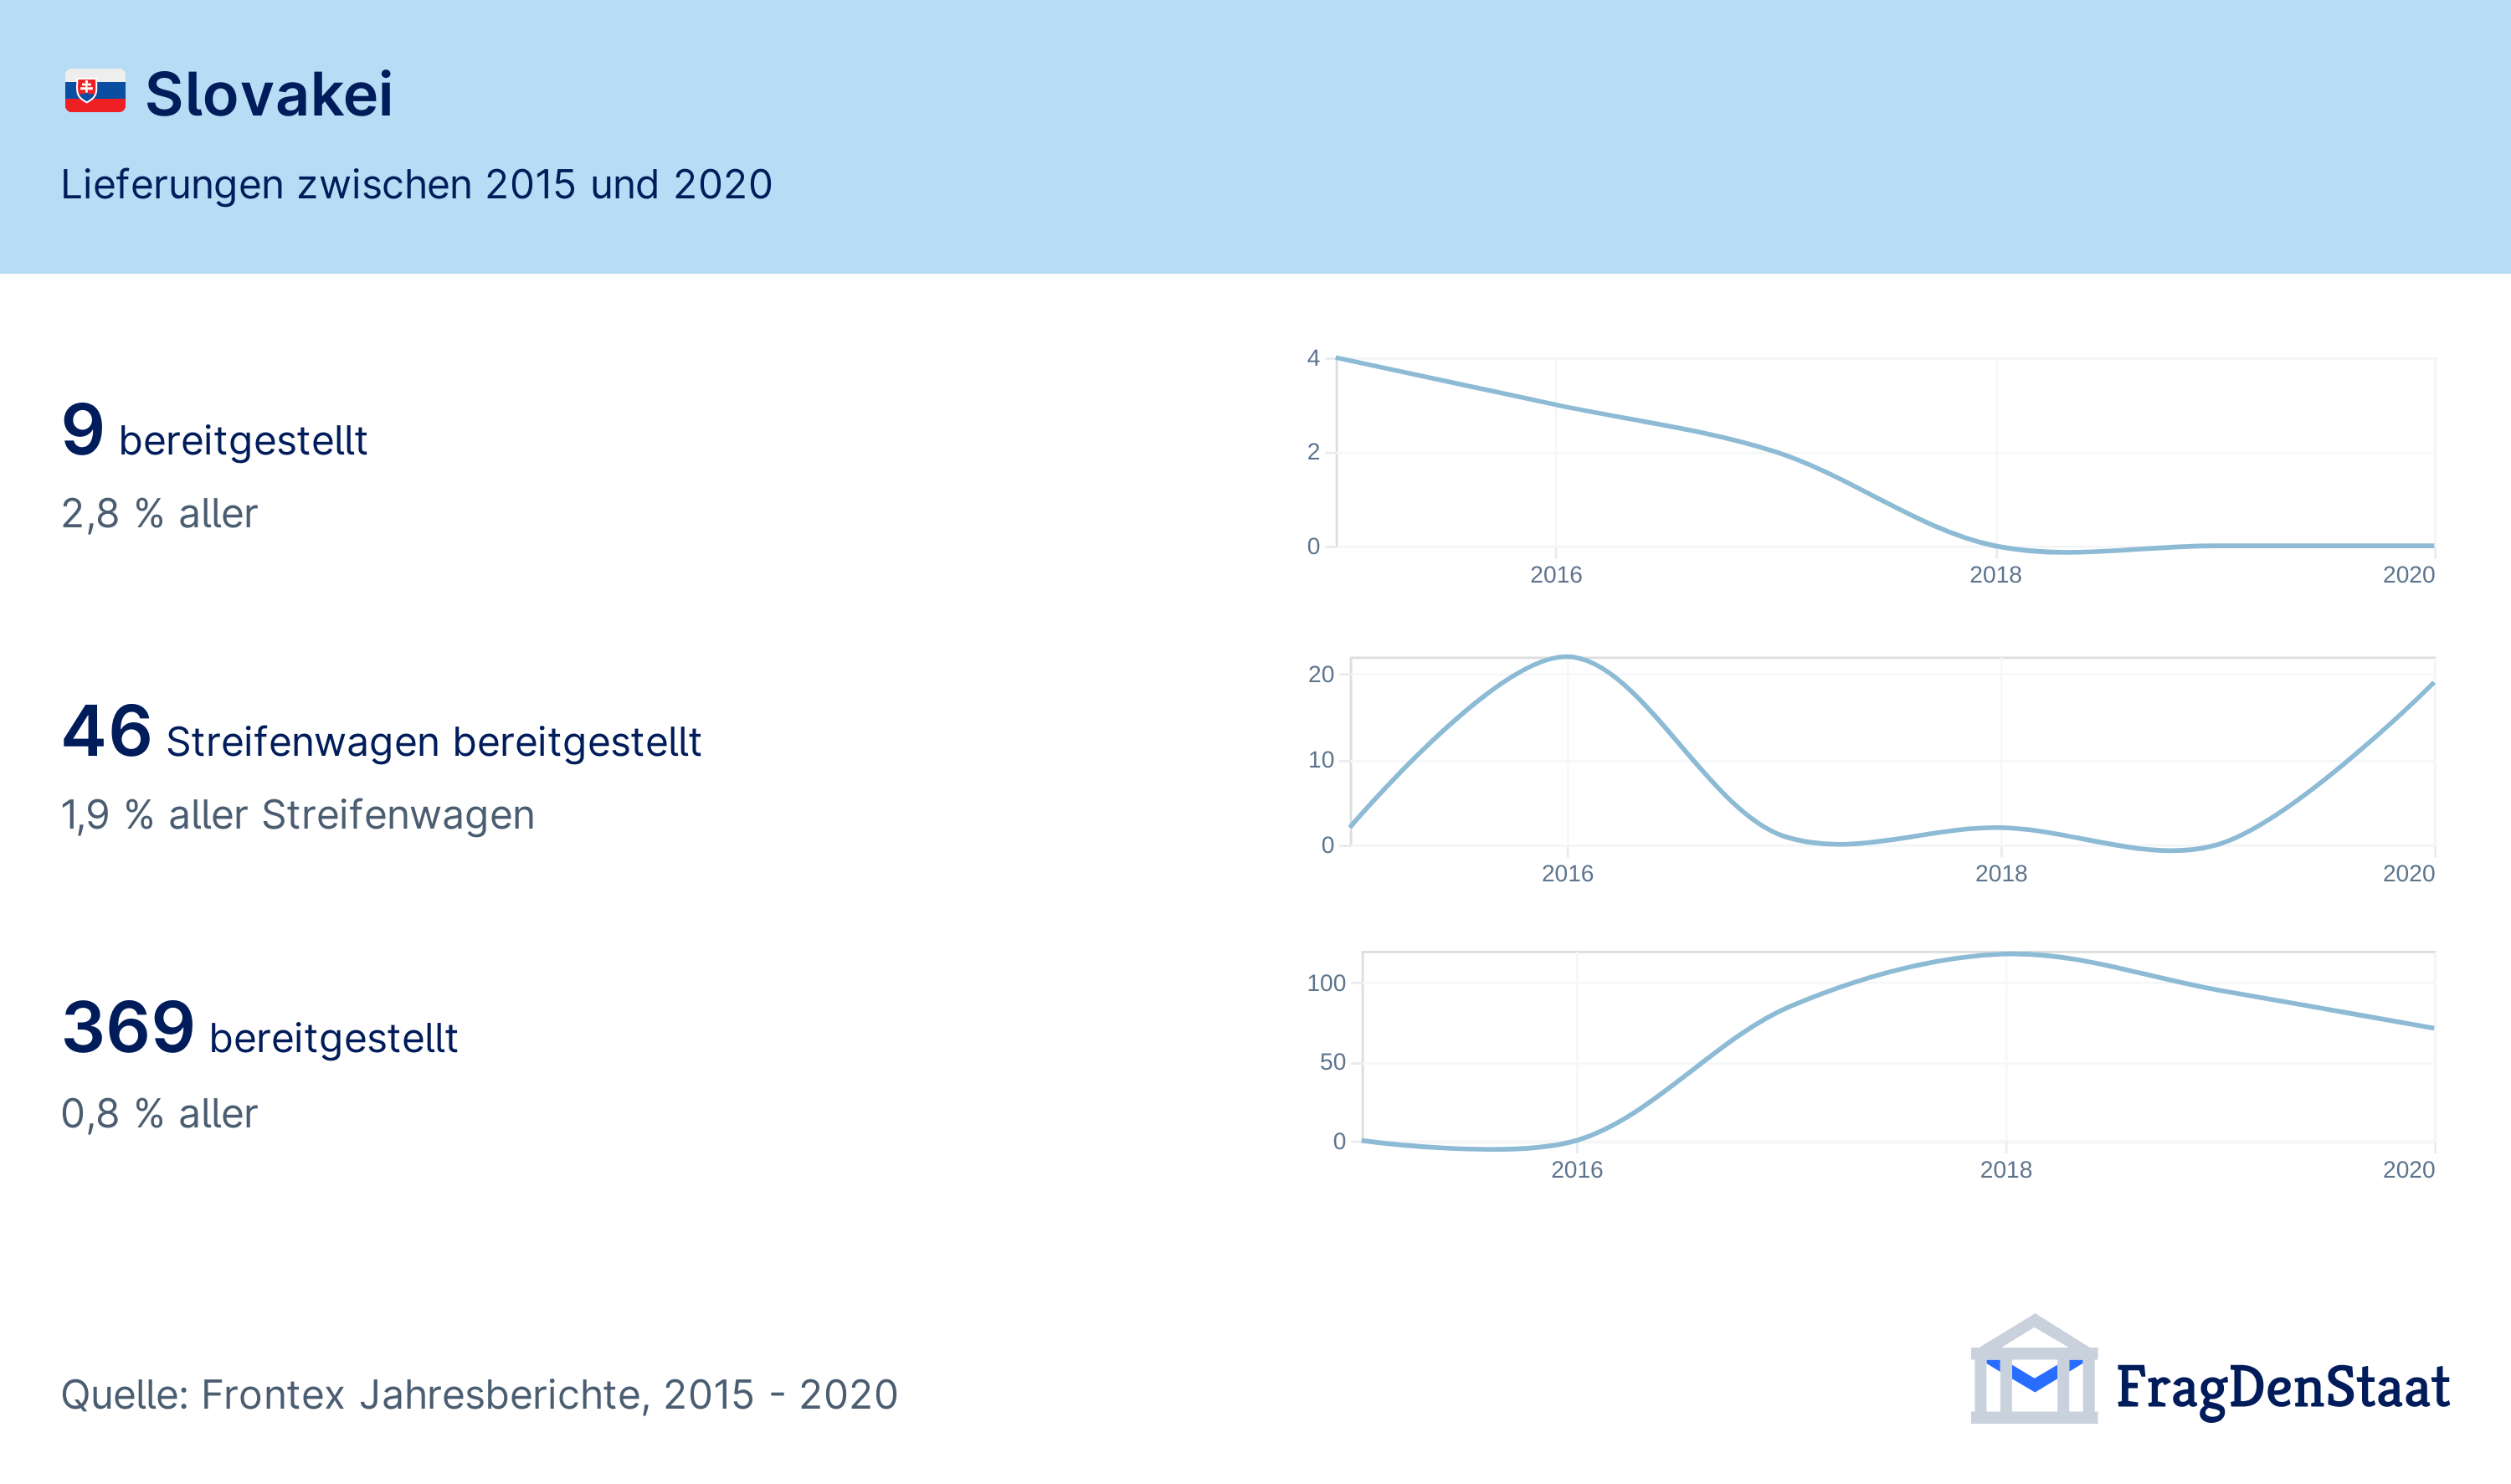 Slovakei
Lieferungen zwischen 2015 und 2020
9 bereitgestellt
2,8 % aller
4
2
0
2016
2018
2020
46 Streifenwagen bereitgestellt
1,9 % aller Streifenwagen
20
10
0
2016
2018
2020
369 bereitgestellt
0,8 % aller
100
50
0
2016
2018
2020
Quelle: Frontex Jahresberichte, 2015 - 2020
FragDenStaat